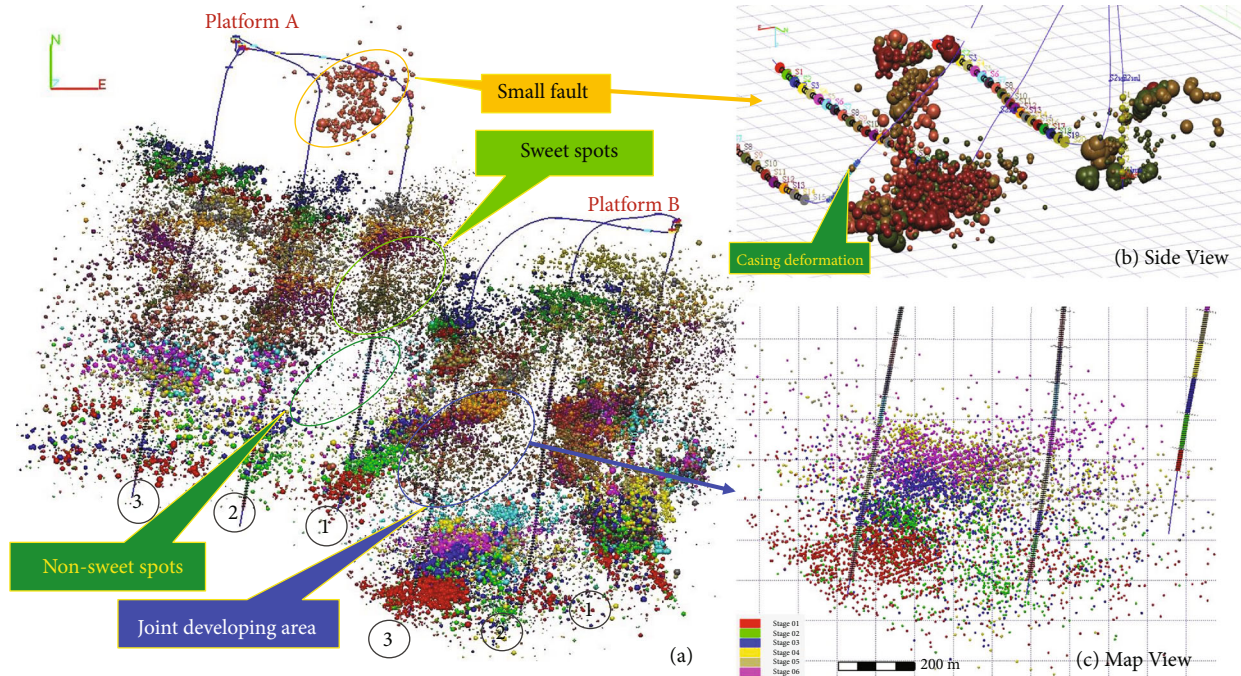 Platform A
N
E
Small fault
Sweet spots
Platform B
Non-sweet spots
Joint developing area
3
2
1
3
2
1
(a)
Casing deformation
(b) Side View
Stage 01
Stage 02
Stage 03
Stage 04
Stage 05
Stage 06
200 m
(c) Map View